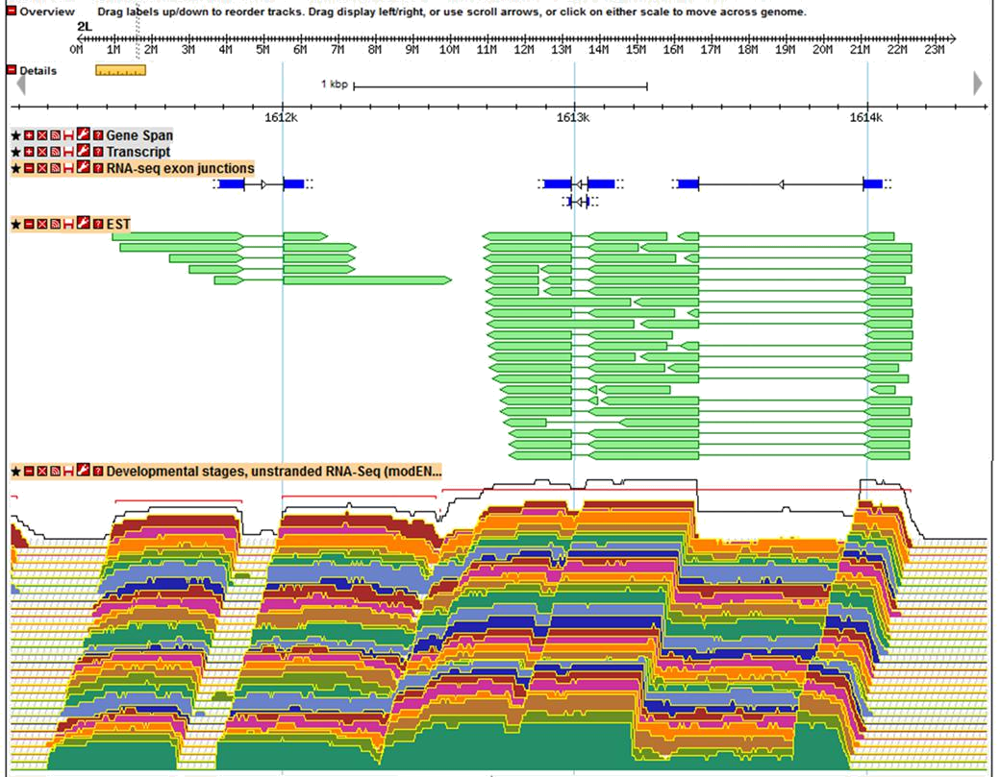 Overview Drag labels up/down to reorder tracks. Drag display left/right, or use scroll arrows, or click on either scale to move across genome.
2L
0M 1M 2M 3M 4M 5M 6M 7M 8M 9M 10M 11M 12M 13M 14M 15M 16M 17M 18M 19M 20M 21M 22M 23M
Details
1 kbp
1612k 1613k 1614k
Gene Span
Transcript
RNA-seq exon junctions
EST
Developmental stages, unstranded RNA-Seq (modEN...